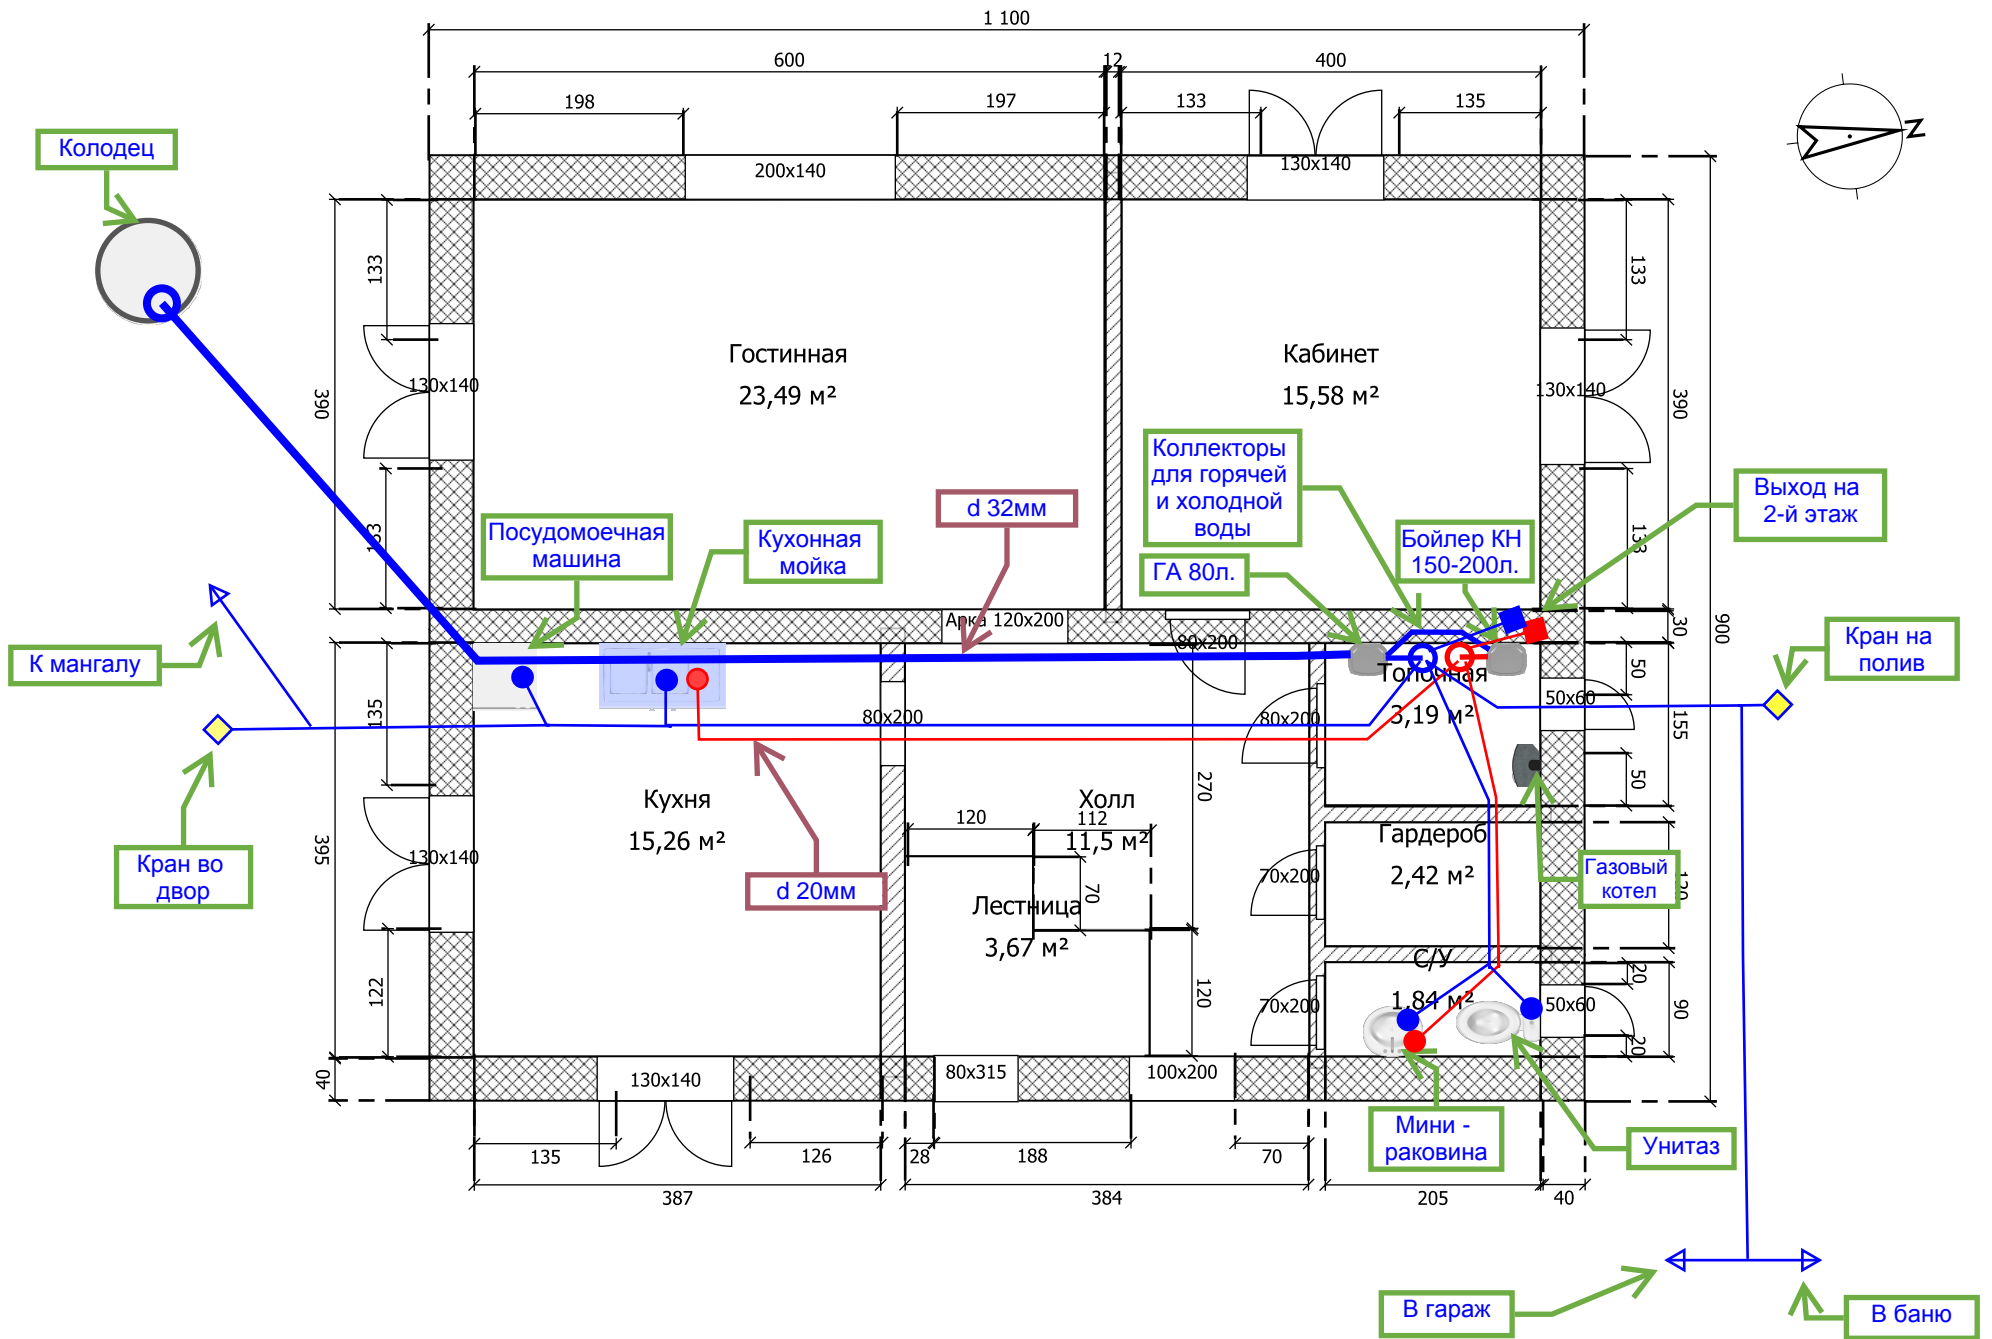 1 100
600
12
400
198
197
133
135
Колодец
200x140
130x140
N
133
133
390
130x140
133
Гостинная
23,49 м²
Кабинет
15,58 м²
130x140
390
133
900
Коллекторы
для горячей
и холодной
воды
d 32мм
Посудомоечная
машина
Кухонная
мойка
ГА 80л.
Бойлер КН
150-200л.
Выход на
2-й этаж
К мангалу
Арка 120x200
80x200
30
Кран на
полив
Топочная
3,19 м²
50x60
50
155
50
135
80x200
80x200
Кухня
15,26 м²
Холл
11,5 м²
270
120
112
70
Гардероб
2,42 м²
Газовый
котел
120
395
130x140
Кран во
двор
d 20мм
70x200
Лестница
3,67 м²
С/У
1,84 м²
70x200
50x60
20
90
20
122
120
40
130x140
80x315
100x200
Мини -
раковина
Унитаз
135
126
28
188
70
387
384
205
40
В гараж
В баню